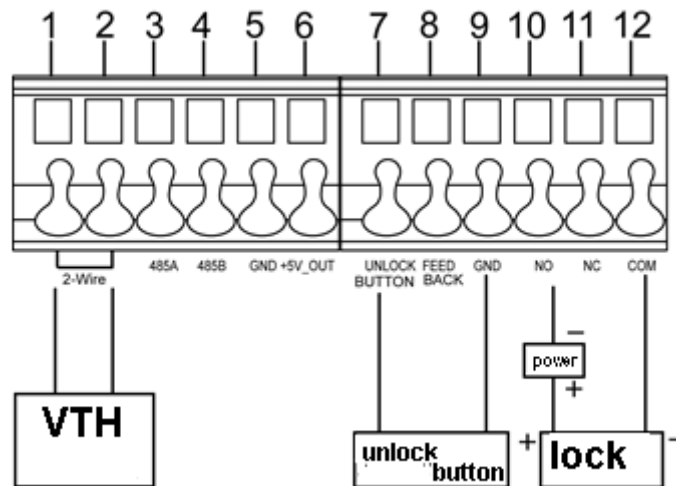 1 2 3 4 5 6 7 8 9 10 11 12
2-Wire 485A 485B GND +5V_OUT UNLOCK BUTTON FEED BACK GND NO NC COM
VTH
unlock
button
−
power
+
+ lock -